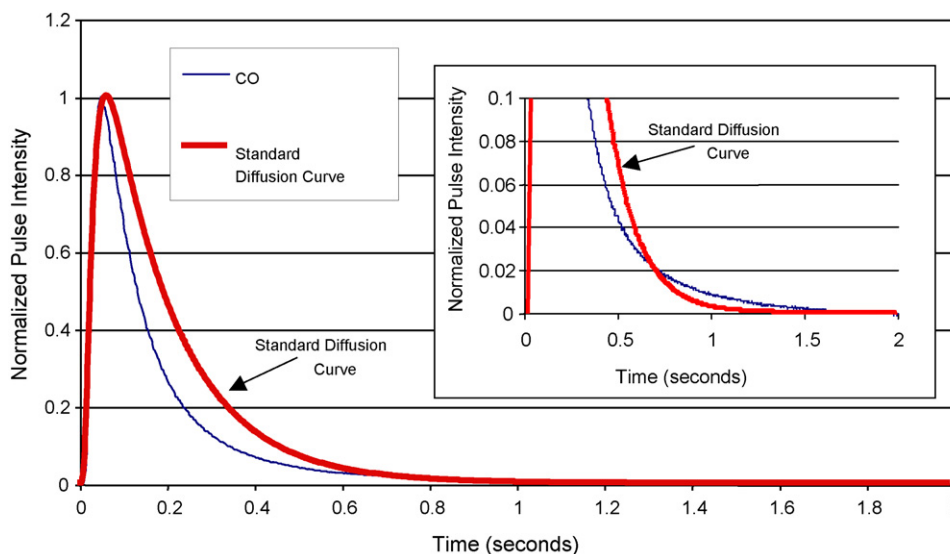 1.2
1
0.8
0.6
0.4
0.2
0
Normalized Pulse Intensity
0 0.2 0.4 0.6 0.8 1 1.2 1.4 1.6 1.8
Time (seconds)
CO
Standard
Diffusion Curve
Standard Diffusion
Curve
0.1
0.08
0.06
0.04
0.02
0
Normalized Pulse Intensity
Standard Diffusion
Curve
0 0.5 1 1.5 2
Time (seconds)